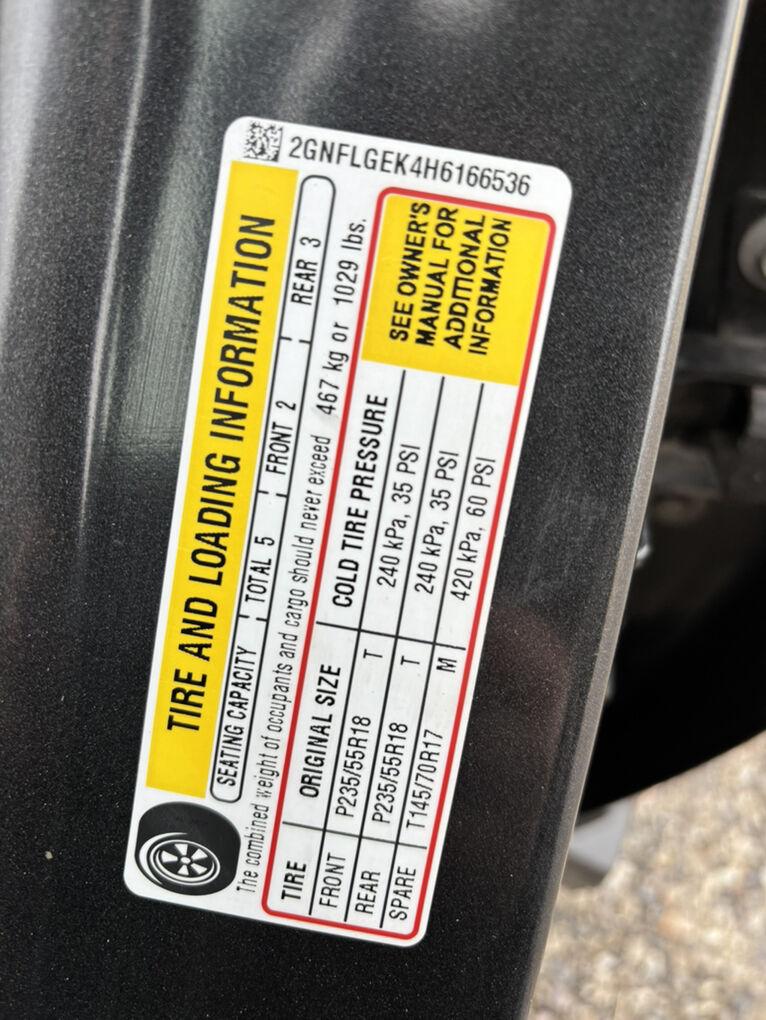 2GNFLGEK4H6166536
TIRE AND LOADING INFORMATION
SEATING CAPACITY TOTAL 5 FRONT 2 REAR 3
The combined weight of occupants and cargo should never exceed 467 kg or 1029 lbs.
TIRE ORIGINAL SIZE COLD TIRE PRESSURE
FRONT P235/55R18 T 240 kPa, 35 PSI
REAR P235/55R18 T 240 kPa, 35 PSI
SPARE T145/70R17 M 420 kPa, 60 PSI
SEE OWNER'S
MANUAL FOR
ADDITIONAL
INFORMATION